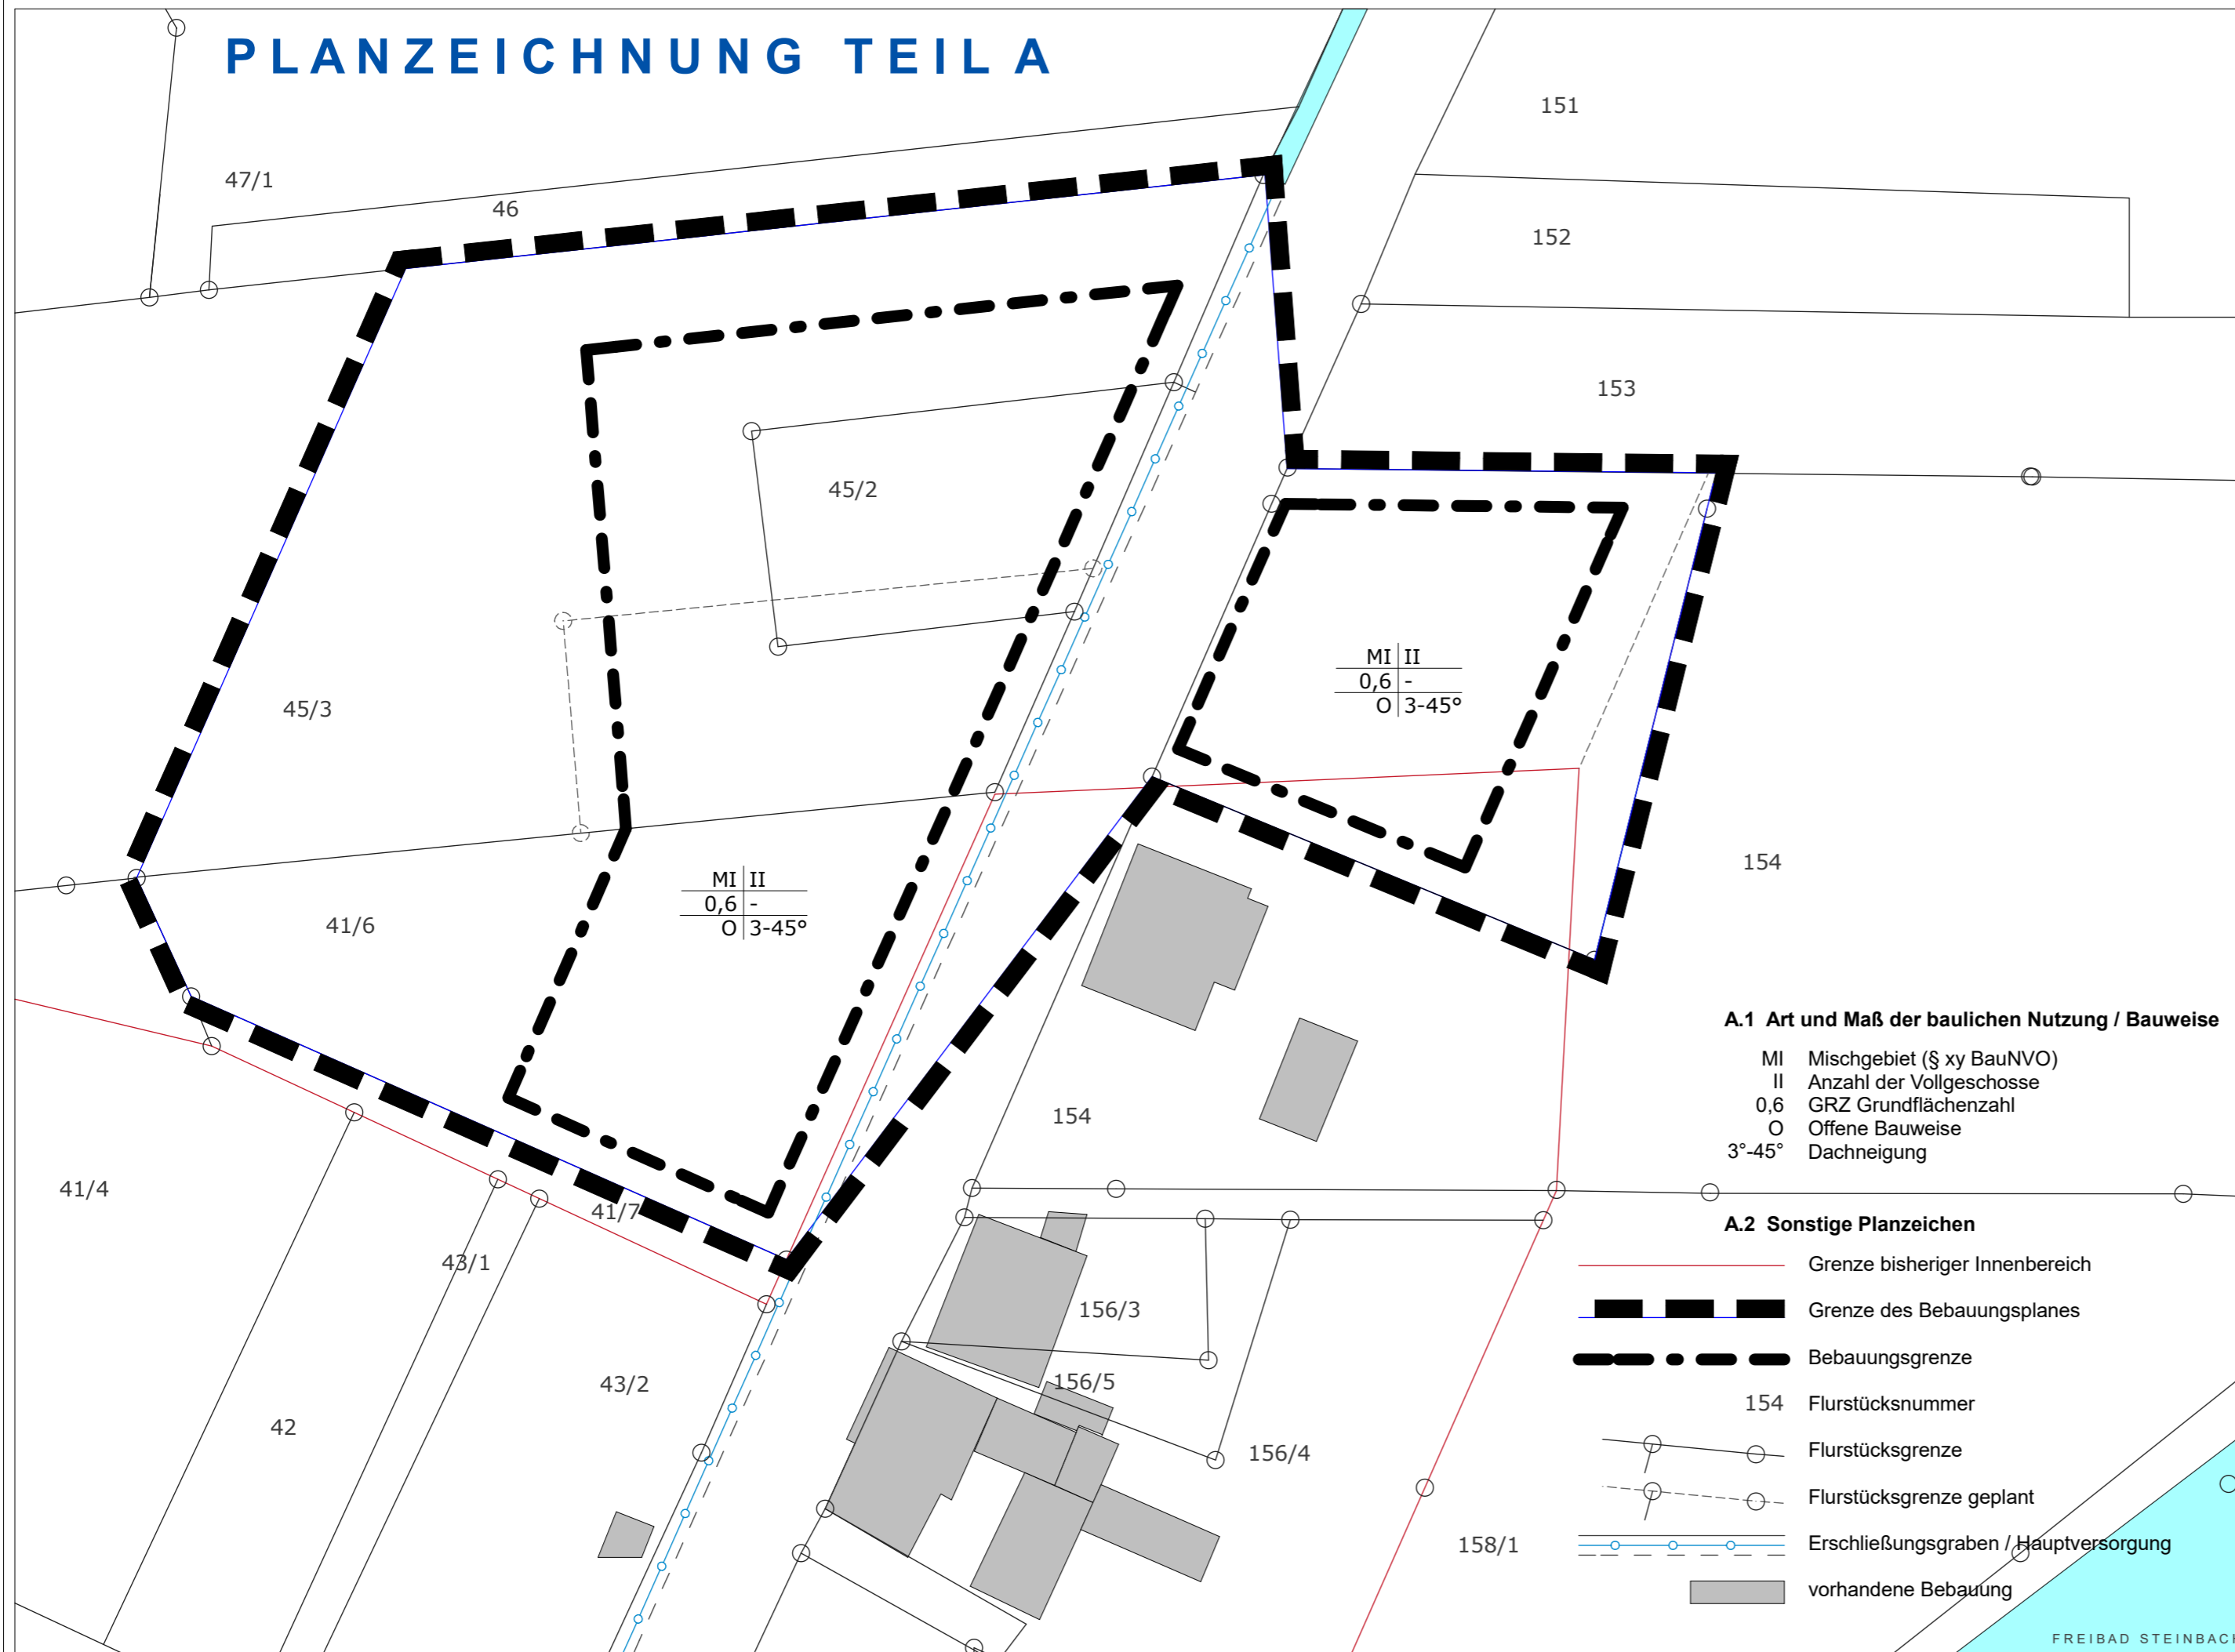 PLANZEICHNUNG TEIL A
151
47/1
46
152
153
45/2
MI II
0,6 -
O 3-45°
45/3
154
MI II
0,6 -
O 3-45°
41/6
A.1 Art und Maß der baulichen Nutzung / Bauweise
MI Mischgebiet (§ xy BauNVO)
II Anzahl der Vollgeschosse
0,6 GRZ Grundflächenzahl
O Offene Bauweise
3°-45° Dachneigung
154
41/4
41/7
43/1
A.2 Sonstige Planzeichen
Grenze bisheriger Innenbereich
Grenze des Bebauungsplanes
Bebauungsgrenze
154 Flurstücksnummer
Flurstücksgrenze
Flurstücksgrenze geplant
Erschließungsgraben / Hauptversorgung
vorhandene Bebauung
156/3
156/5
43/2
42
156/4
158/1
FREIBAD STEINBACH